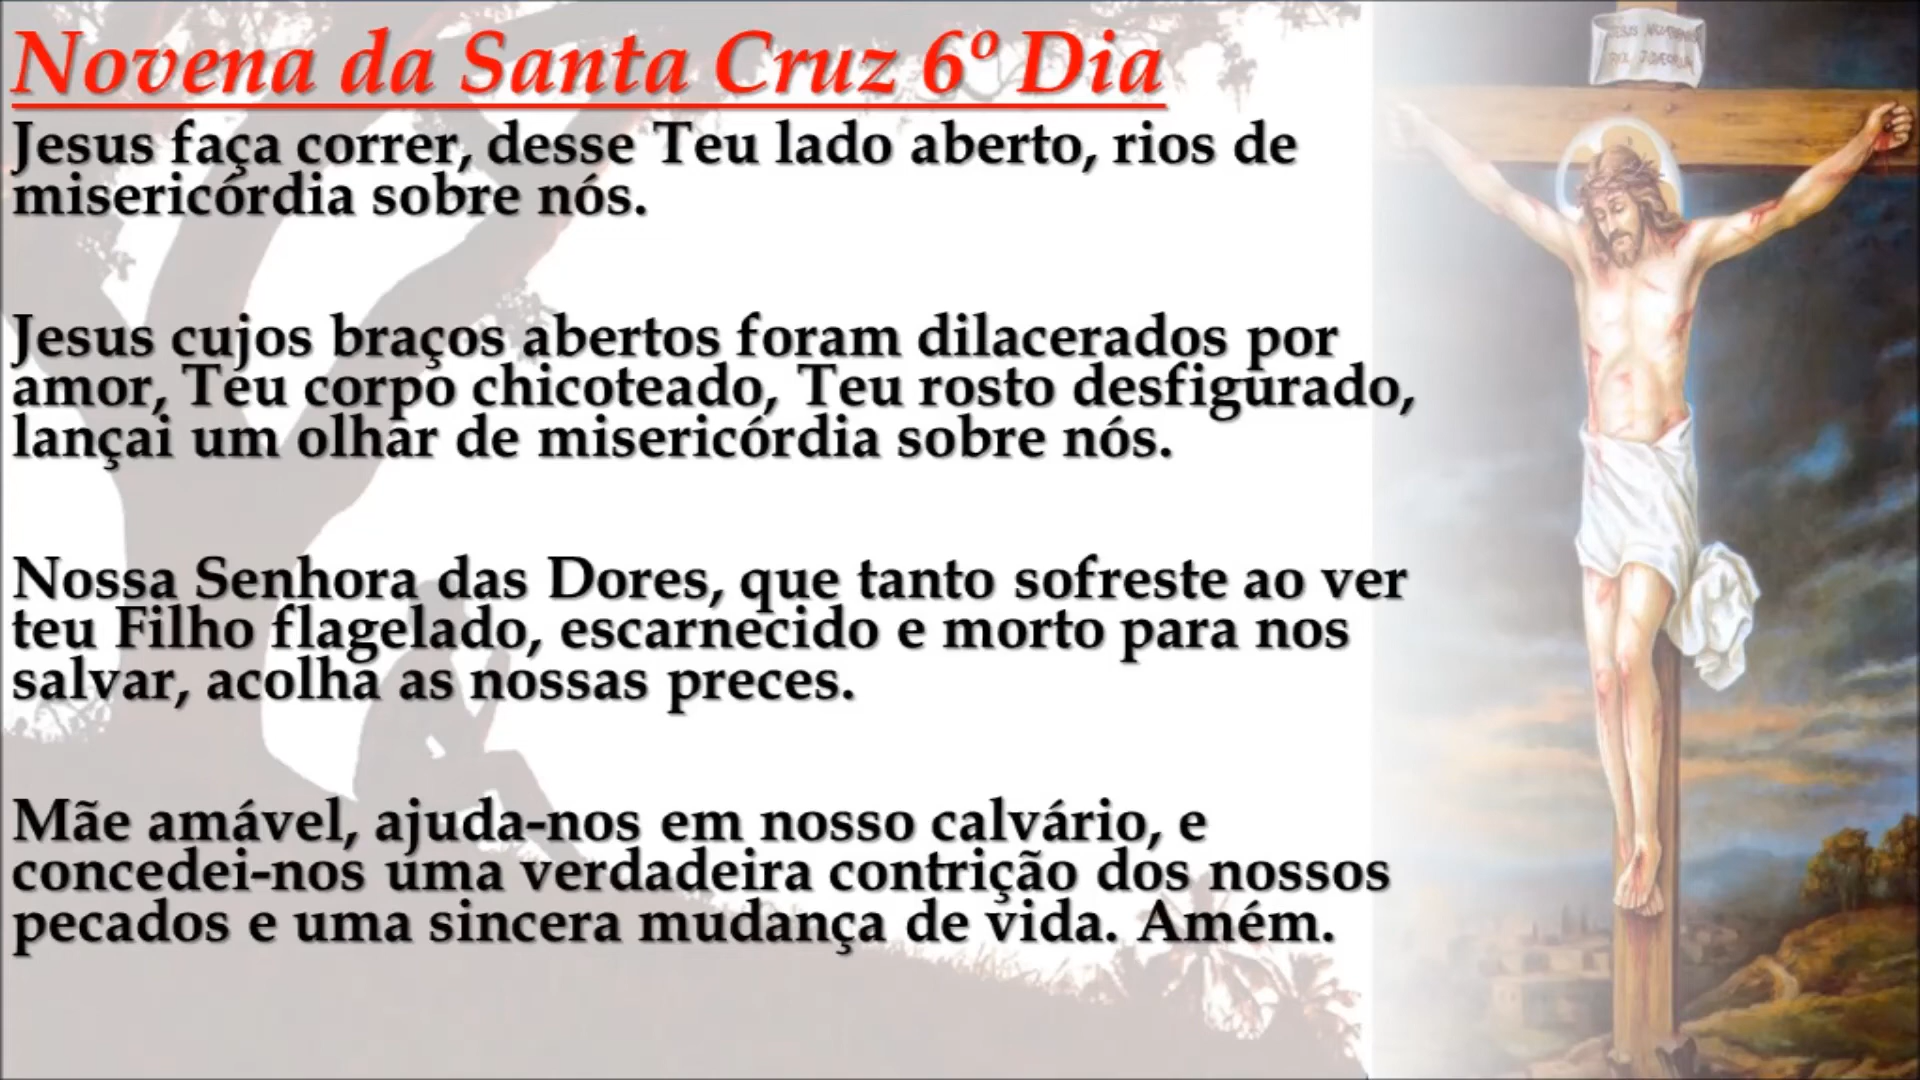 Novena da Santa Cruz 6º Dia
Jesus faça correr, desse Teu lado aberto, rios de
misericórdia sobre nós.
Jesus cujos braços abertos foram dilacerados por
amor, Teu corpo chicoteado, Teu rosto desfigurado,
lançai um olhar de misericórdia sobre nós.
Nossa Senhora das Dores, que tanto sofreste ao ver
teu Filho flagelado, escarnecido e morto para nos
salvar, acolha as nossas preces.
Mãe amável, ajuda-nos em nosso calvário, e
concedei-nos uma verdadeira contrição dos nossos
pecados e uma sincera mudança de vida. Amém.